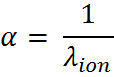 α = 1/λ_ion